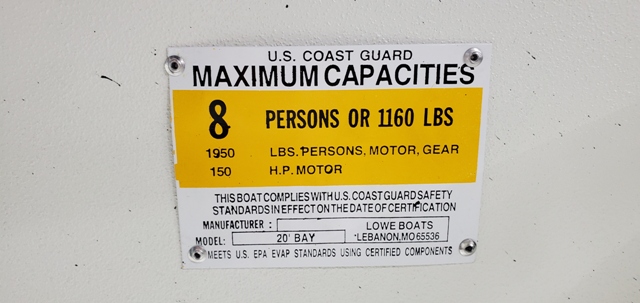 U.S. COAST GUARD
MAXIMUM CAPACITIES
8 PERSONS OR 1160 LBS
1950 LBS. PERSONS, MOTOR, GEAR
150 H.P. MOTOR
THIS BOAT COMPLIES WITH U.S. COAST GUARD SAFETY
STANDARDS IN EFFECT ON THE DATE OF CERTIFICATION
MANUFACTURER : LOWE BOATS
MODEL: 20' BAY LEBANON, MO 65536
MEETS U.S. EPA EVAP STANDARDS USING CERTIFIED COMPONENTS